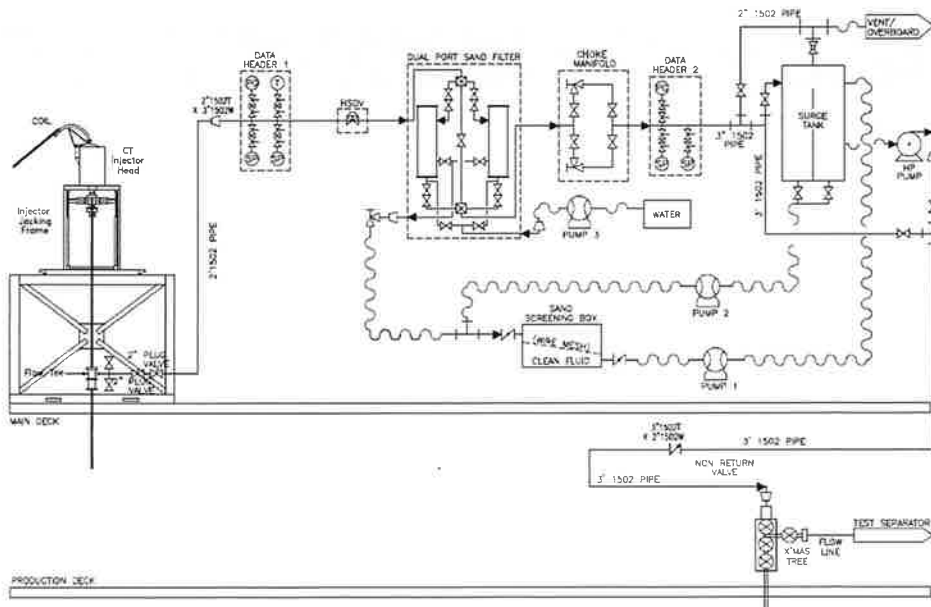 2" 1502 PIPE
VENT/
OVERBOARD
DATA
HEADER 1
DUAL PORT SAND FILTER
CHOKE
MANIFOLD
DATA
HEADER 2
2"1502T
X 3"1502W
HSDV
COIL
CT
Injector
Head
Injector
Jacking
Frame
2"1502 PIPE
3" 1502
PIPE
3" 1502 PIPE
SURGE
TANK
HP
PUMP
WATER
PUMP 3
PUMP 2
SAND
SCREENING BOX
(WIRE MESH)
CLEAN FLUID
PUMP 1
2" PLUG
VALVE
Flow Tee
2" PLUG
VALVE
MAIN DECK
3"1502T
X 2"1502W
3" 1502 PIPE
NON RETURN
VALVE
3" 1502 PIPE
TEST SEPARATOR
FLOW
LINE
X'MAS
TREE
PRODUCTION DECK